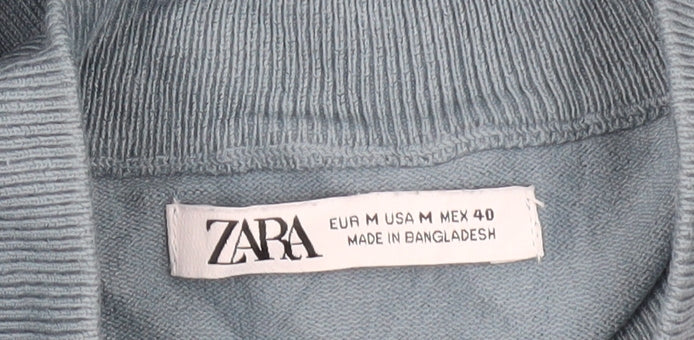 ZARA
EUR M USA M MEX 40
MADE IN BANGLADESH